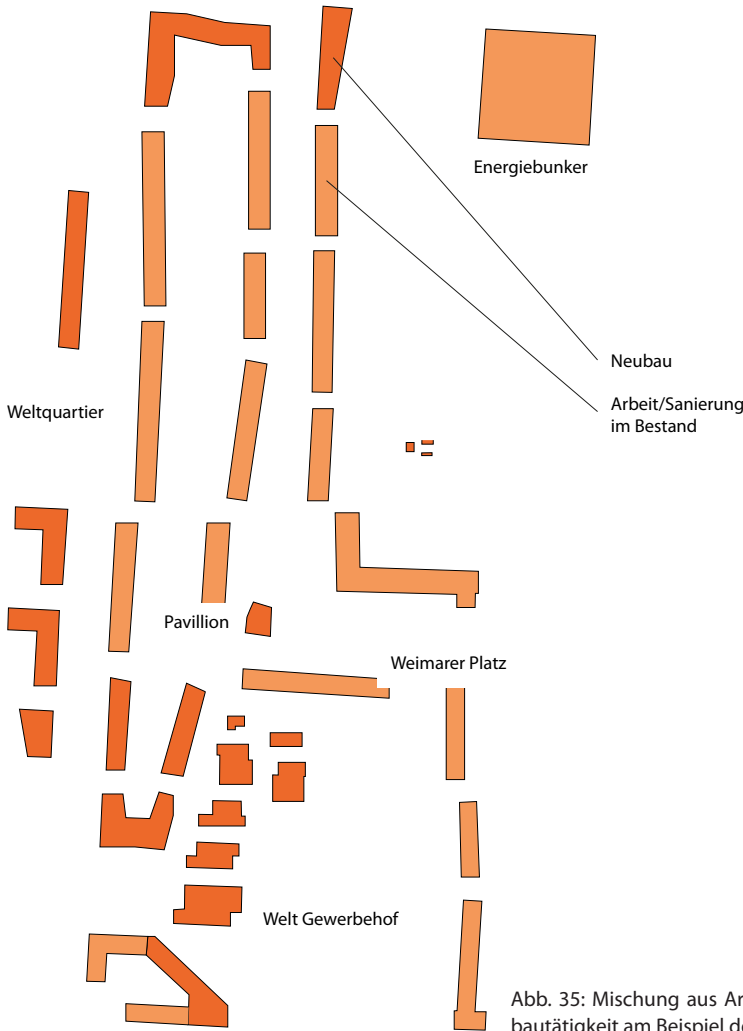 Energiebunker
Neubau
Weltquartier
Arbeit/Sanierung
im Bestand
Pavillion
Weimarer Platz
Welt Gewerbehof
Abb. 35: Mischung aus
bautätigkeit am Beispiel